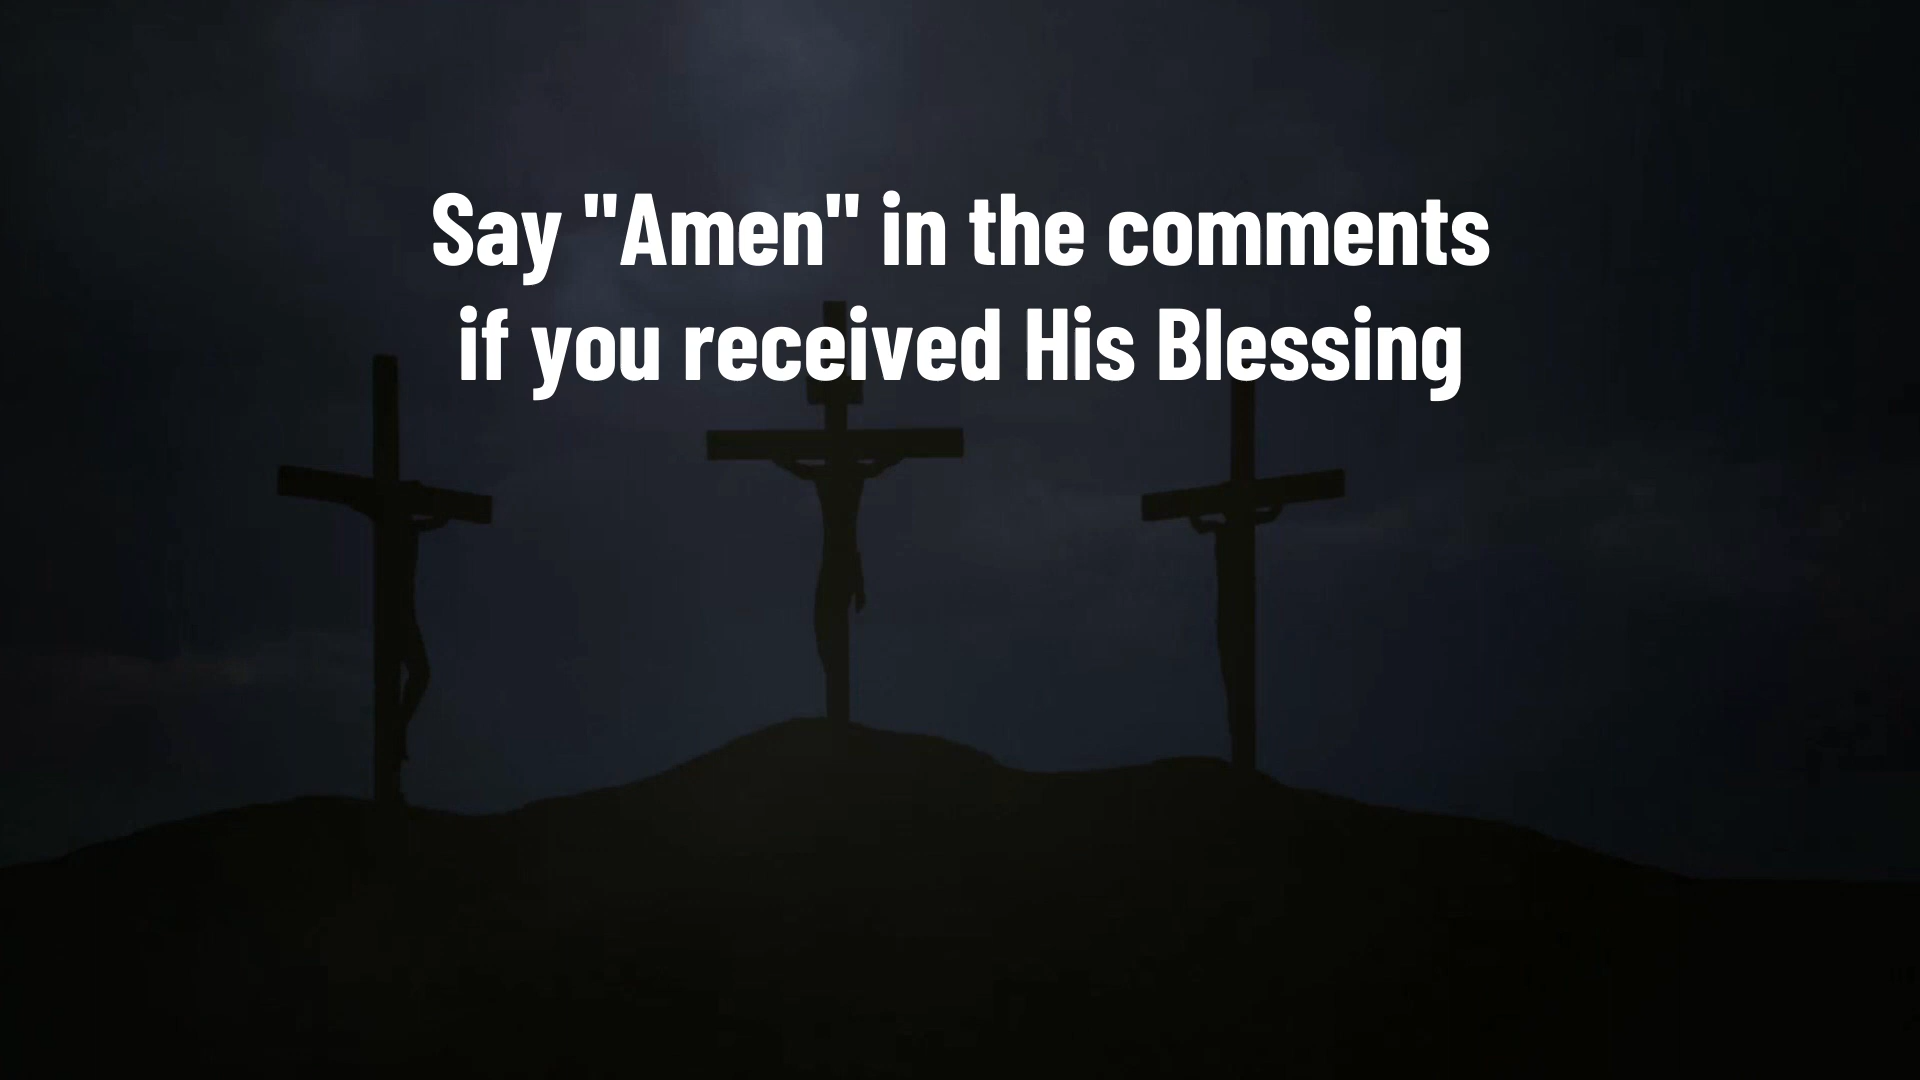 Say "Amen" in the comments
if you received His Blessing